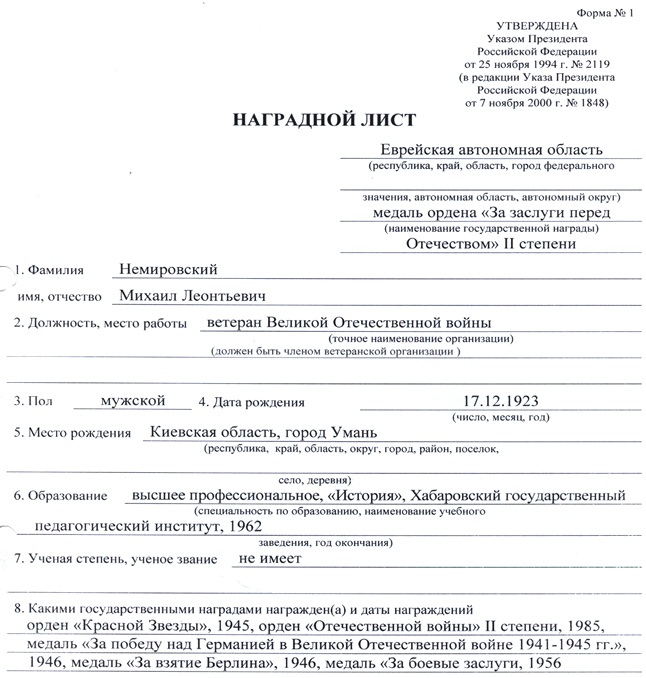 Форма № 1
УТВЕРЖДЕНА
Указом Президента
Российской Федерации
от 25 ноября 1994 г. № 2119
(в редакции Указа Президента
Российской Федерации
от 7 ноября 2000 г. № 1848)
НАГРАДНОЙ ЛИСТ
Еврейская автономная область
(республика, край, область, город федерального
значения, автономная область, автономный округ)
медаль ордена «За заслуги перед
(наименование государственной награды)
Отечеством» II степени
1. Фамилия Немировский
имя, отчество Михаил Леонтьевич
2. Должность, место работы ветеран Великой Отечественной войны
(точное наименование организации)
(должен быть членом ветеранской организации )
3. Пол мужской 4. Дата рождения 17.12.1923
(число, месяц, год)
5. Место рождения Киевская область, город Умань
(республика, край, область, округ, город, район, поселок,
село, деревня)
6. Образование высшее профессиональное, «История», Хабаровский государственный
(специальность по образованию, наименование учебного
педагогический институт, 1962
заведения, год окончания)
7. Ученая степень, ученое звание не имеет
8. Какими государственными наградами награжден(а) и даты награждений
орден «Красной Звезды», 1945, орден «Отечественной войны» II степени, 1985,
медаль «За победу над Германией в Великой Отечественной войне 1941-1945 гг.»,
1946, медаль «За взятие Берлина», 1946, медаль «За боевые заслуги, 1956